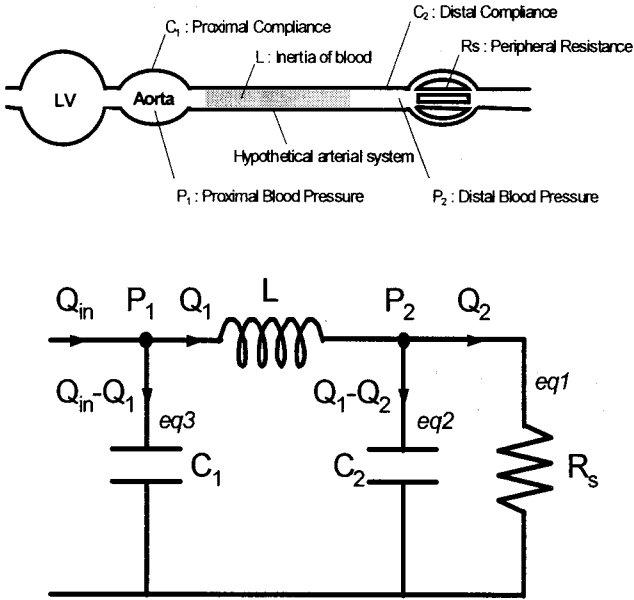 C₁ : Proximal Compliance
C₂ : Distal Compliance
L : Inertia of blood
Rs : Peripheral Resistance
LV
Aorta
Hypothetical arterial system
P₁ : Proximal Blood Pressure
P₂ : Distal Blood Pressure
Qin
P₁
Q₁
L
P₂
Q₂
Qin-Q₁
Q₁-Q₂
eq1
eq3
eq2
C₁
C₂
Rs